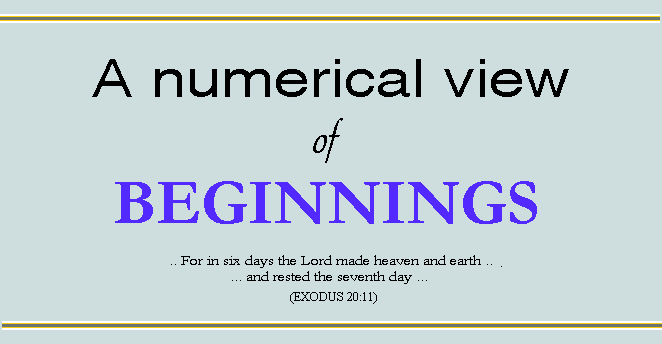 A numerical view
of
BEGINNINGS
.. For in six days the Lord made heaven and earth .. .
... and rested the seventh day ...
(EXODUS 20:11)